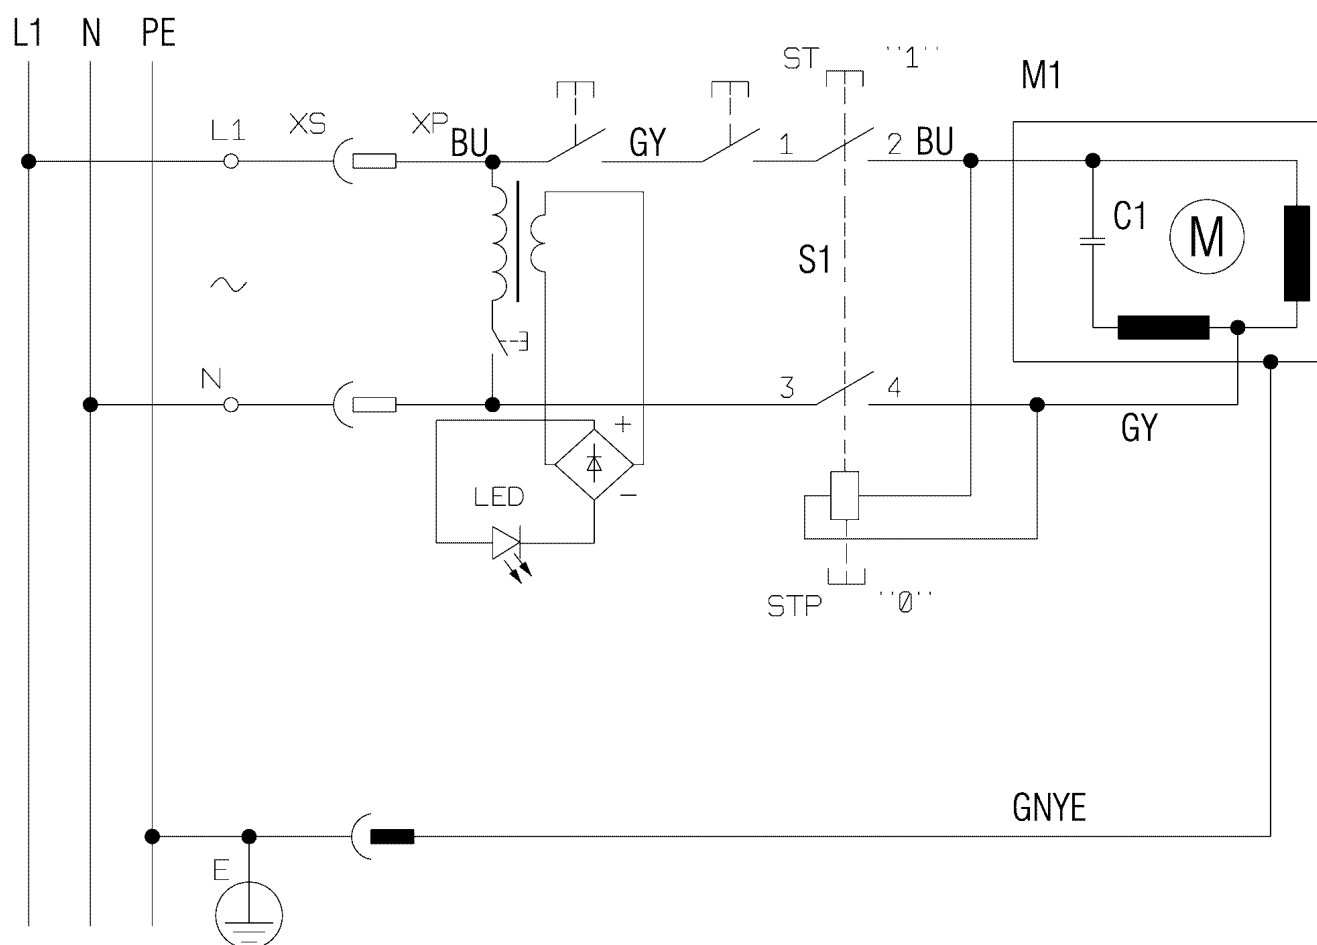 L1 N PE
ST "1"
M1
L1 XS XP BU GY 1 2 BU
C1 M
S1
N 3 4
GY
+
LED −
STP "0"
GNYE
E